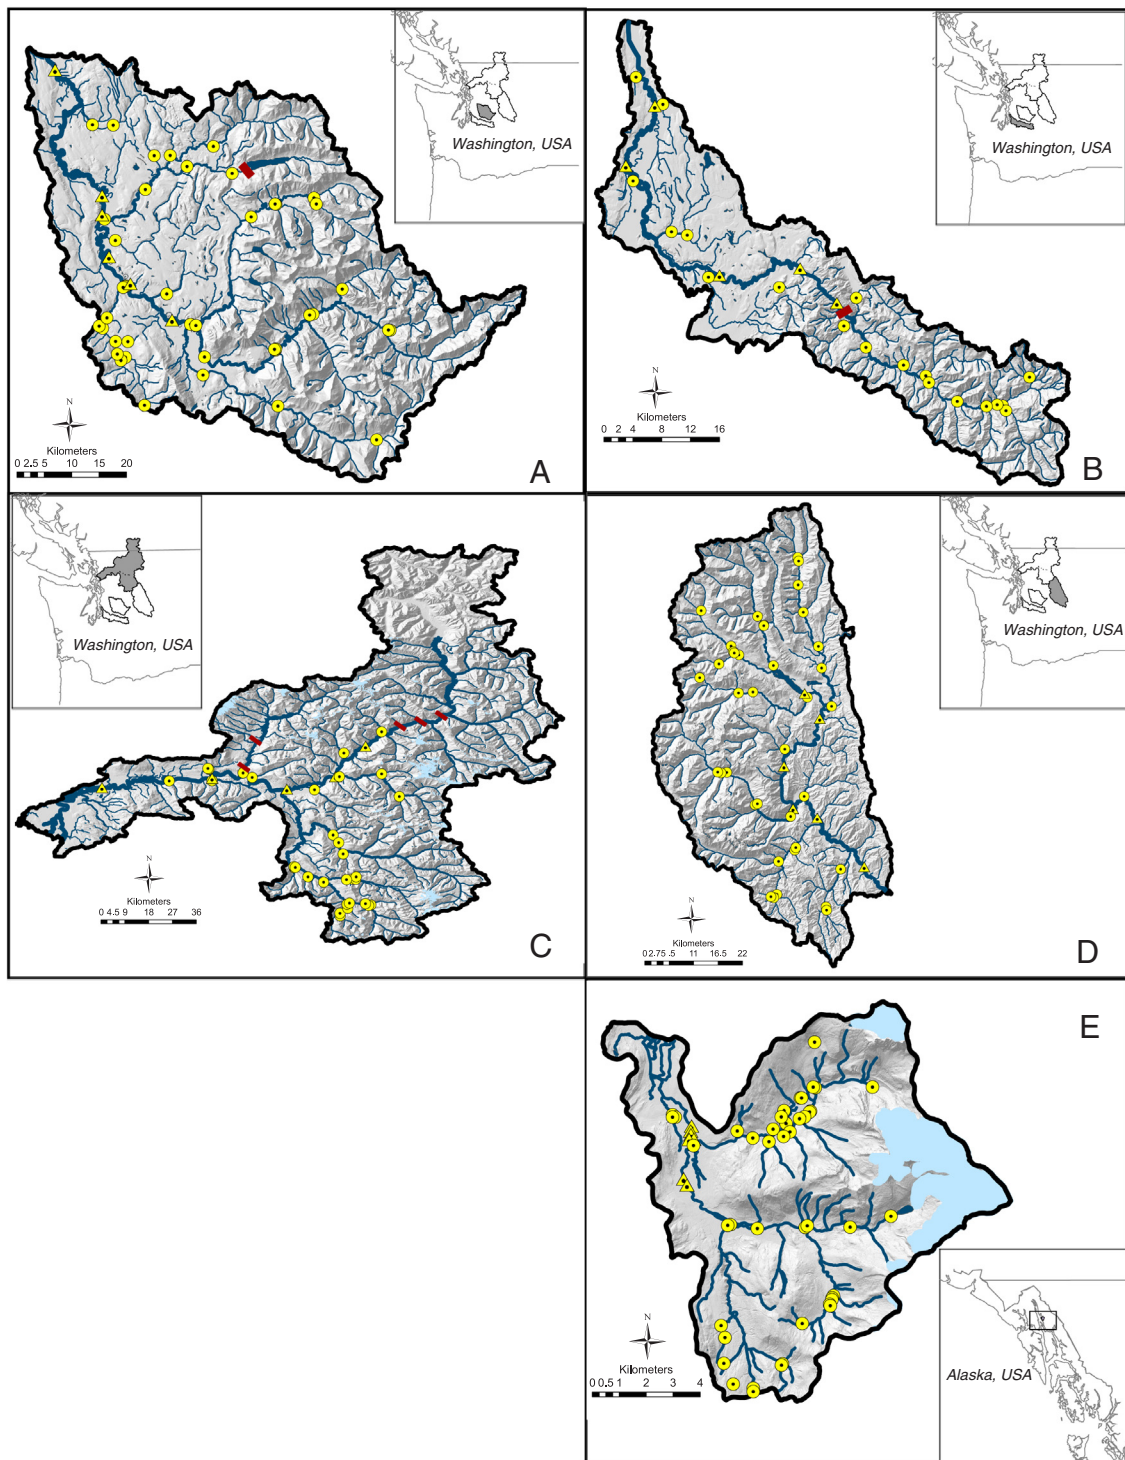 Washington, USA
N
Kilometers
0 2.5 5 10 15 20
A
Washington, USA
N
Kilometers
0 2 4 8 12 16
B
Washington, USA
N
Kilometers
0 4.5 9 18 27 36
C
Washington, USA
N
Kilometers
0 2.75 .5 11 16.5 22
D
E
N
Kilometers
0 0.5 1 2 3 4
Alaska, USA